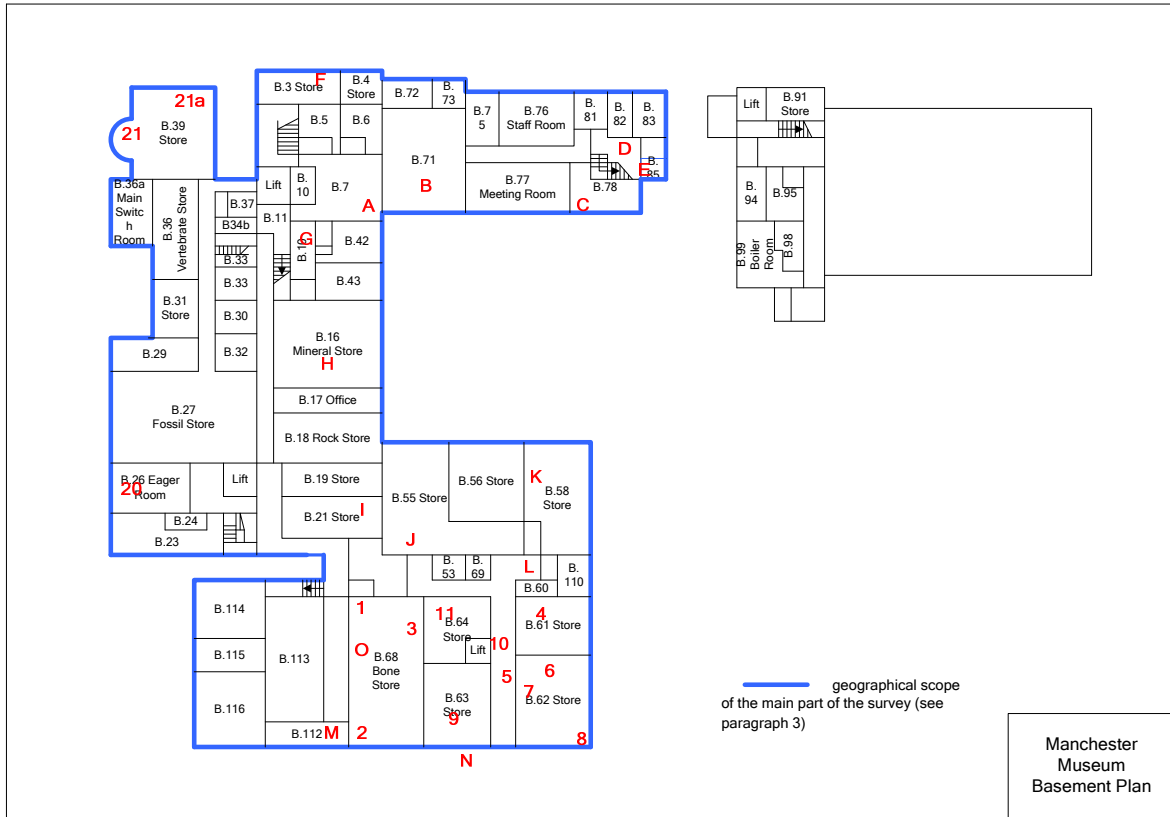 F
B.3 Store
B.4
Store
B.72
B.
73
21a
B.39
Store
21
B.5
B.6
B.7
5
B.76
Staff Room
B.
81
B.
82
B.
83
D
E
B.
85
B.71
B
B.77
Meeting Room
B.78
C
Lift
B.
10
B.7
A
B.36a
Main
Switc
h
Room
B.36
Vertebrate Store
B.37
B34b
B.11
G
B.42
B.33
B.33
B.43
B.31
Store
B.30
B.16
Mineral Store
H
B.29
B.32
B.17 Office
B.27
Fossil Store
B.18 Rock Store
B.26 Eager
Room
20
Lift
B.19 Store
B.21 Store
I
B.24
B.23
B.55 Store
J
B.56 Store
K
B.58
Store
B.
53
B.
69
L
B.60
B.
110
B.114
B.115
B.116
B.113
B.112
M
1
O
2
3
B.68
Bone
Store
11
B.64
Store
Lift
10
4
B.61 Store
5
6
7
B.62 Store
8
B.63
Store
9
N
Lift
B.91
Store
B.
94
B.95
B.99
Boiler
Room
B.98
geographical scope
of the main part of the survey (see
paragraph 3)
Manchester
Museum
Basement Plan